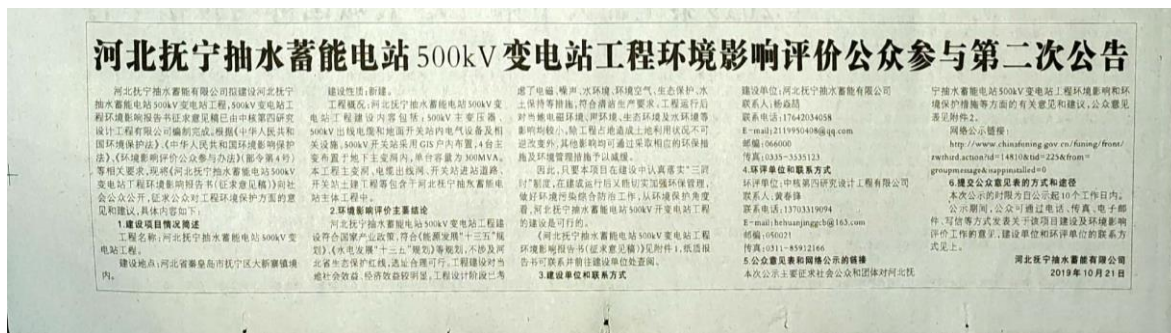 河北抚宁抽水蓄能电站500kV变电站工程环境影响评价公众参与第二次公告
河北抚宁抽水蓄能有限公司拟建设河北抚宁
抽水蓄能电站500kV变电站工程,500kV变电站工
程环境影响报告书征求意见稿已由中核第四研究
设计工程有限公司编制完成。根据《中华人民共和
国环境保护法》、《中华人民共和国环境影响评价
法》、《环境影响评价公众参与办法》(部令第4号)
等相关要求,现将《河北抚宁抽水蓄能电站500kV
变电站工程环境影响报告书(征求意见稿)》向社
会公众公开,征求公众对工程环境保护方面的意
见和建议,具体内容如下:
1.建设项目情况简述
工程名称:河北抚宁抽水蓄能电站500kV变
电站工程。
建设地点:河北省秦皇岛市抚宁区大新寨镇境
内。
建设性质:新建。
工程概况:河北抚宁抽水蓄能电站500kV变
电站工程建设内容包括:500kV主变压器、
500kV出线电缆和地面开关站内电气设备及相
关设施。500kV开关站采用GIS户内布置,4台主
变布置于地下主变洞内,单台容量为300MVA。
本工程主变洞、电缆出线洞、开关站进站道路、
开关站土建工程等包含于河北抚宁抽水蓄能电
站主体工程中。
2.环境影响评价主要结论
河北抚宁抽水蓄能电站500kV变电站工程建
设符合国家产业政策,符合《能源发展“十三五”规
划》、《水电发展“十三五”规划》等规划,不涉及河
北省生态保护红线,选址合理可行。工程建设对当
地社会效益、经济效益较明显,工程设计阶段已考
虑了电磁、噪声、水环境、环境空气、生态保护、水
土保持等措施,符合清洁生产要求。工程运行后
对当地电磁环境、声环境、生态环境及水环境等
影响均较小,除工程占地造成土地利用状况不可
逆改变外,其他影响均可通过采取相应的环保措
施及环境管理措施予以减缓。
因此,只要本项目在建设中认真落实“三同
时”制度,在建成运行后又能切实加强环保管理,
做好环境污染综合防治工作,从环境保护角度
看,河北抚宁抽水蓄能电站500kV开变电站工程
的建设是可行的。
《河北抚宁抽水蓄能电站500kV变电站工程
环境影响报告书(征求意见稿)》见附件1,纸质报
告书可联系并前往建设单位处查阅。
3.建设单位和联系方式
建设单位:河北抚宁抽水蓄能有限公司
联系人:杨焱喆
联系电话:17642034058
E-mail:2119950408@qq.com
邮编:066000
传真:0335-3535123
4.环评单位和联系方式
环评单位:中核第四研究设计工程有限公司
联系人:黄春锋
联系电话:13703319094
E-mail:hehuanjinggcb@163.com
邮编:050021
传真:0311-85912166
5.公众意见表和网络公示的链接
本次公示主要征求社会公众和团体对河北抚
宁抽水蓄能电站500kV变电站工程环境影响和环
境保护措施等方面的有关意见和建议,公众意见
表见附件2。
网络公示链接:
http://www.chinafuning.gov.cn/funing/front/
zwthird.action?id=14810&tid=225&from=
groupmessage&isappinstalled=0
6.提交公众意见表的方式和途径
本次公示的时限为自公示起10个工作日内。
公示期间,公众可通过电话、传真、电子邮
件、写信等方式发表关于该项目建设及环境影响
评价工作的意见,建设单位和环评单位的联系方
式见上。
河北抚宁抽水蓄能有限公司
2019年10月21日